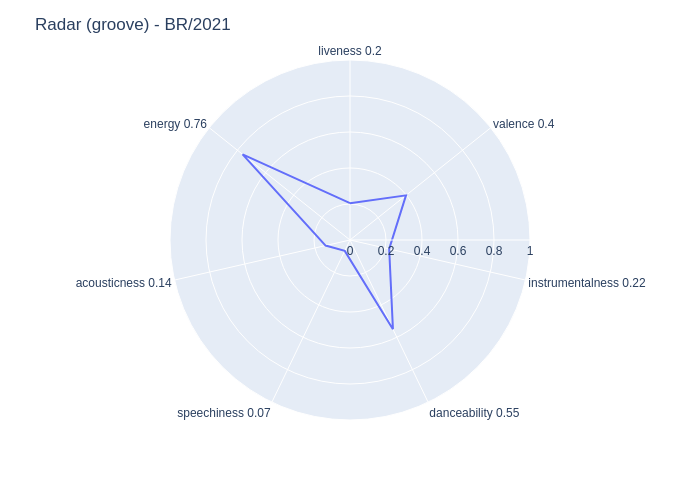 Radar (groove) - BR/2021
liveness 0.2
energy 0.76
valence 0.4
0 0.2 0.4 0.6 0.8 1
acousticness 0.14
instrumentalness 0.22
speechiness 0.07
danceability 0.55